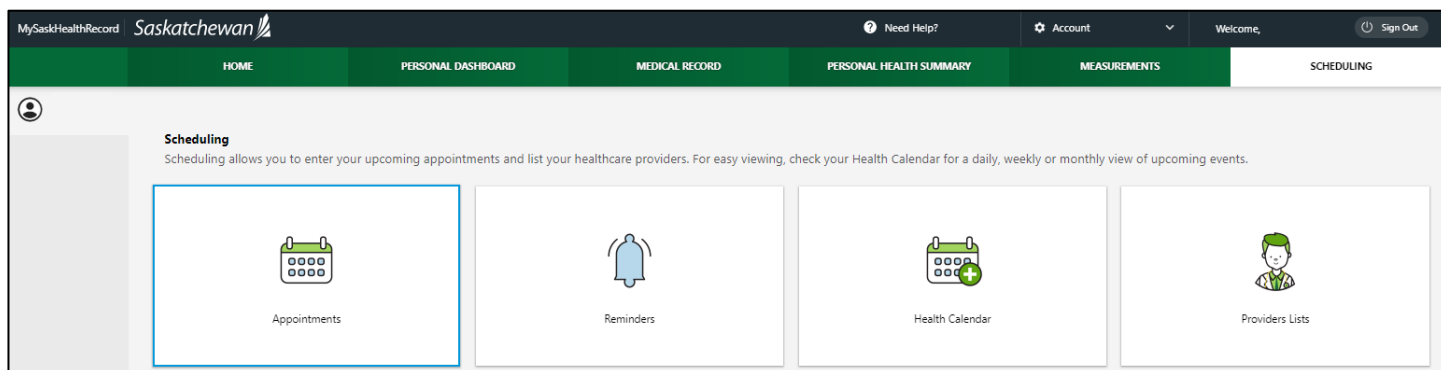 MySaskHealthRecord Saskatchewan Need Help? Account Welcome, Sign Out
HOME PERSONAL DASHBOARD MEDICAL RECORD PERSONAL HEALTH SUMMARY MEASUREMENTS SCHEDULING
Scheduling
Scheduling allows you to enter your upcoming appointments and list your healthcare providers. For easy viewing, check your Health Calendar for a daily, weekly or monthly view of upcoming events.
Appointments Reminders Health Calendar Providers Lists